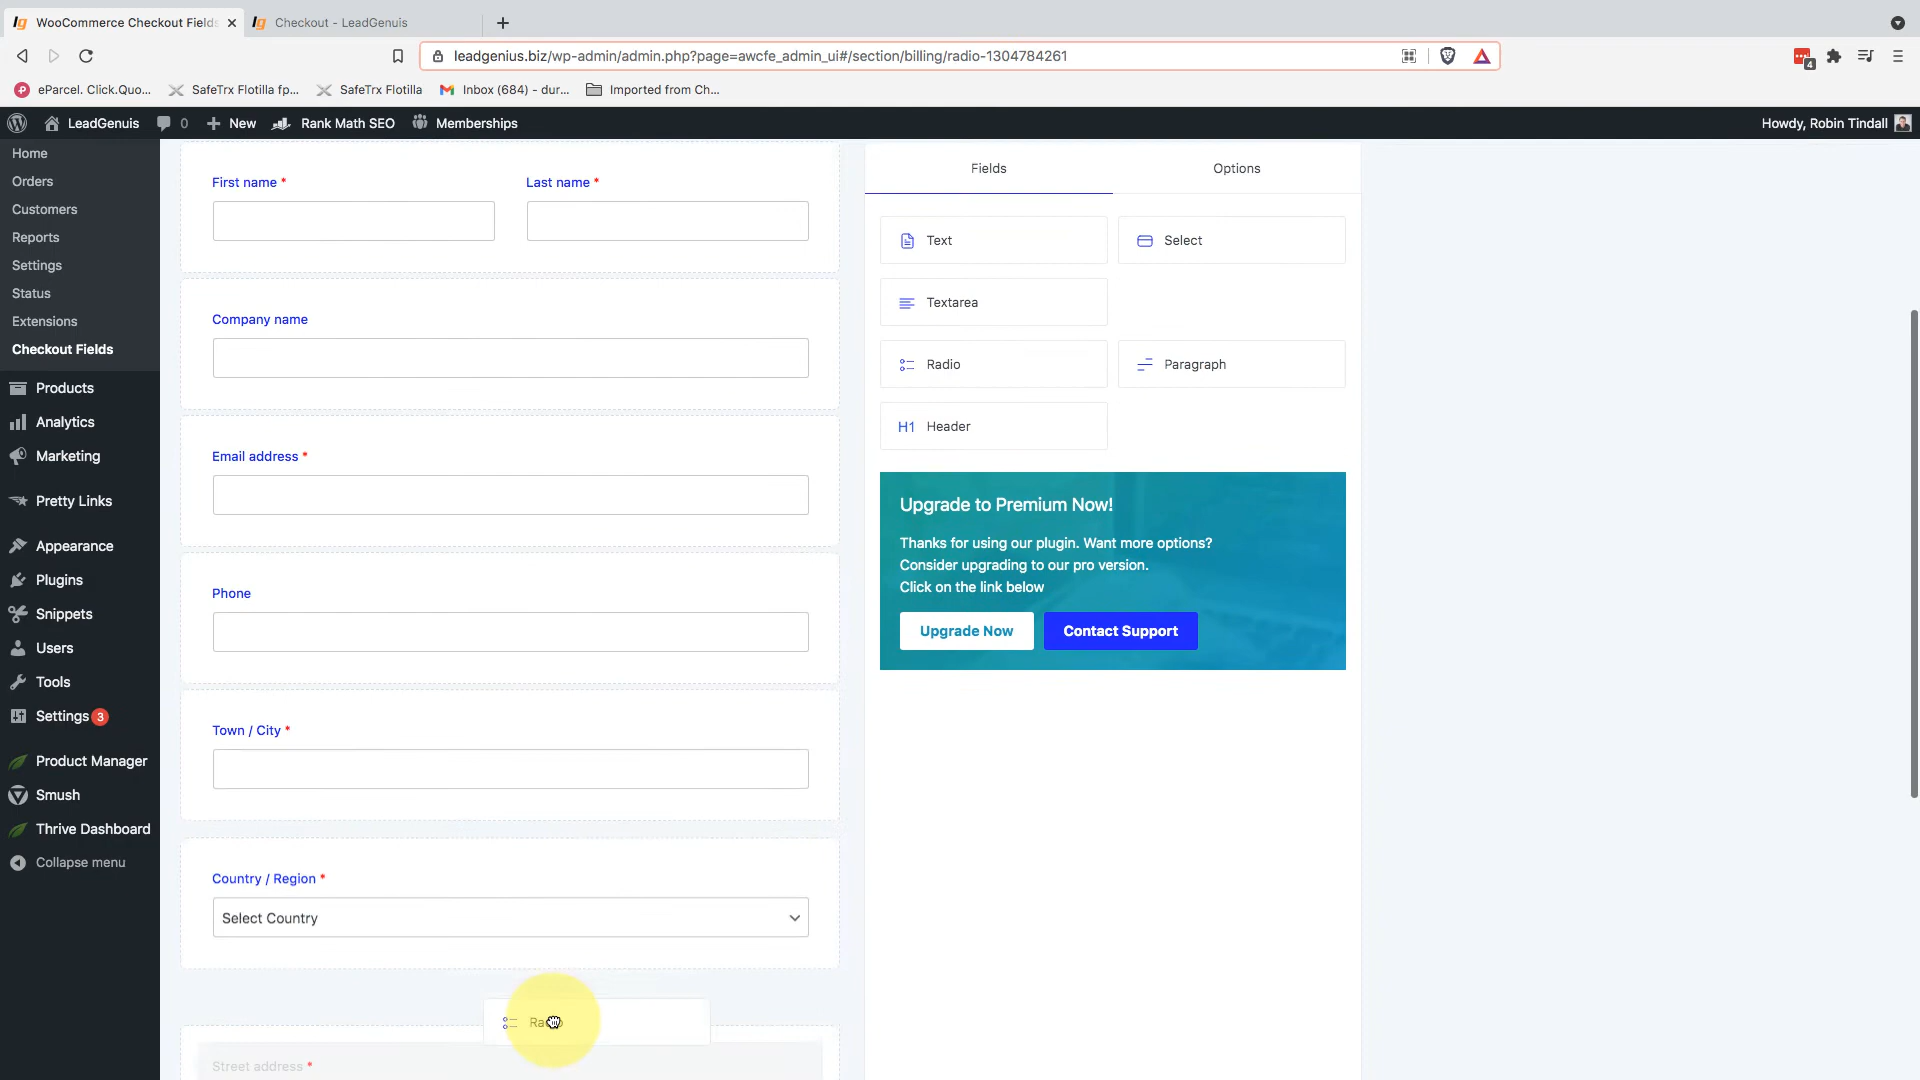 WooCommerce Checkout Fields
Checkout - LeadGenuis
leadgenius.biz/wp-admin/admin.php?page=awcfe_admin_ui#/section/billing/radio-1304784261
4
eParcel. Click.Quo...
SafeTrx Flotilla fp...
SafeTrx Flotilla
Inbox (684) - dur...
Imported from Ch...
LeadGenuis
0
New
Rank Math SEO
Memberships
Howdy, Robin Tindall
Home
Orders
Customers
Reports
Settings
Status
Extensions
Checkout Fields
Products
Analytics
Marketing
Pretty Links
Appearance
Plugins
Snippets
Users
Tools
Settings 3
Product Manager
Smush
Thrive Dashboard
Collapse menu
First name *
Last name *
Company name
Email address *
Phone
Town / City *
Country / Region *
Select Country
Radio
Street address *
Fields
Options
Text
Select
Textarea
Radio
Paragraph
H1 Header
Upgrade to Premium Now!
Thanks for using our plugin. Want more options?
Consider upgrading to our pro version.
Click on the link below
Upgrade Now
Contact Support